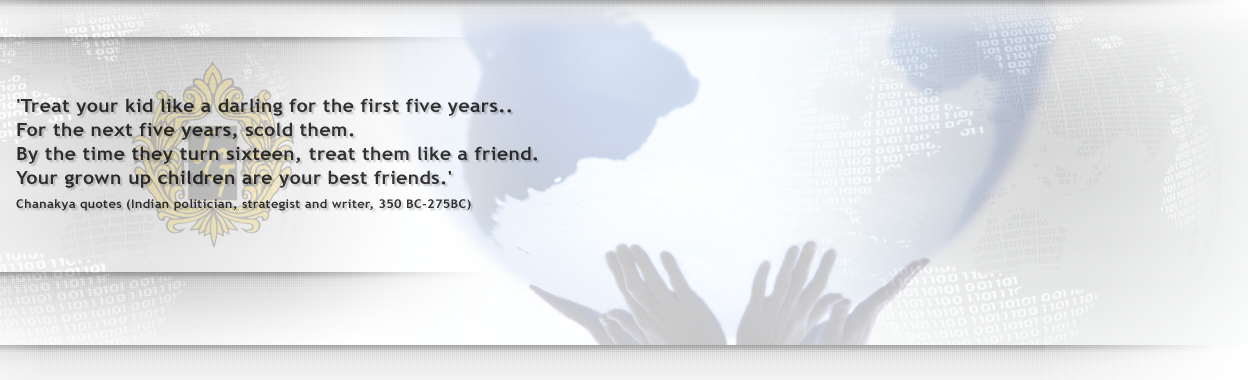 'Treat your kid like a darling for the first five years..
For the next five years, scold them.
By the time they turn sixteen, treat them like a friend.
Your grown up children are your best friends.'
Chanakya quotes (Indian politician, strategist and writer, 350 BC-275BC)